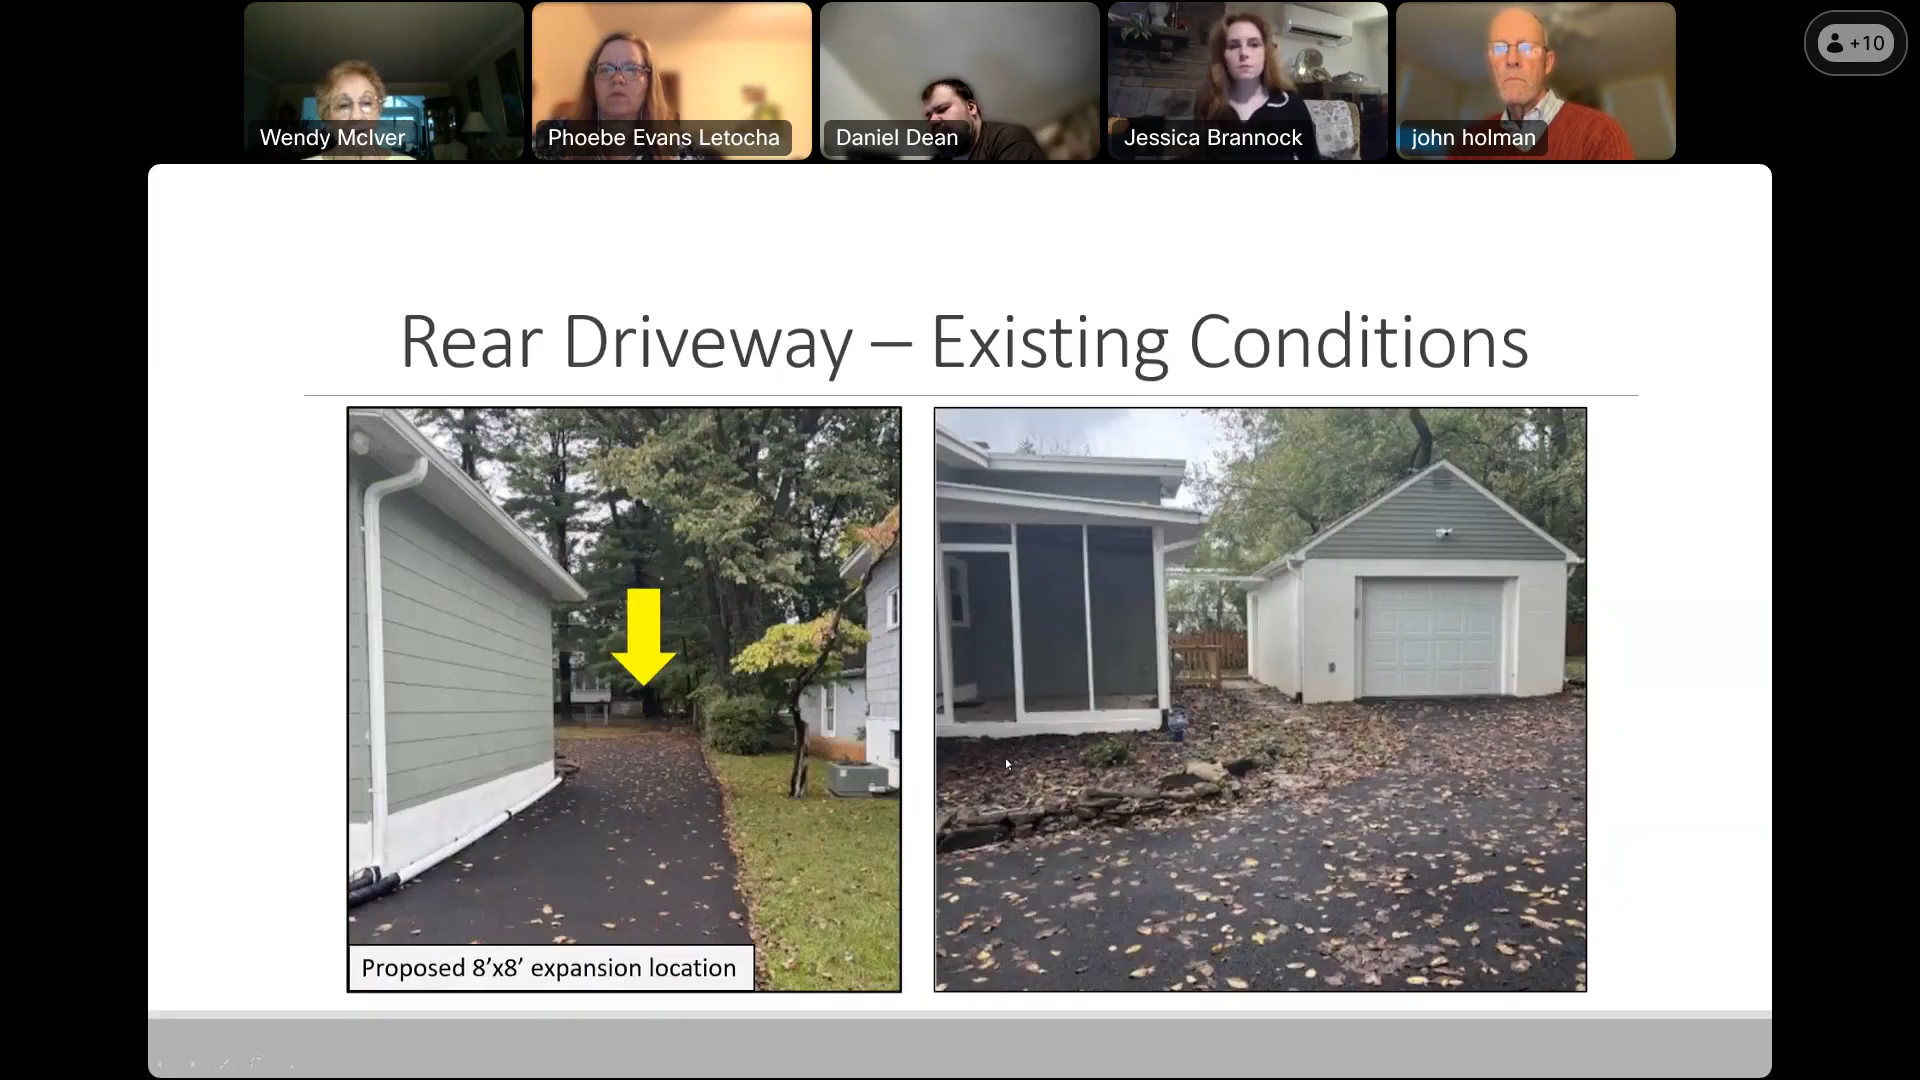 Wendy McIver
Phoebe Evans Letocha
Daniel Dean
Jessica Brannock
john holman
+10
Rear Driveway – Existing Conditions
Proposed 8’x8’ expansion location